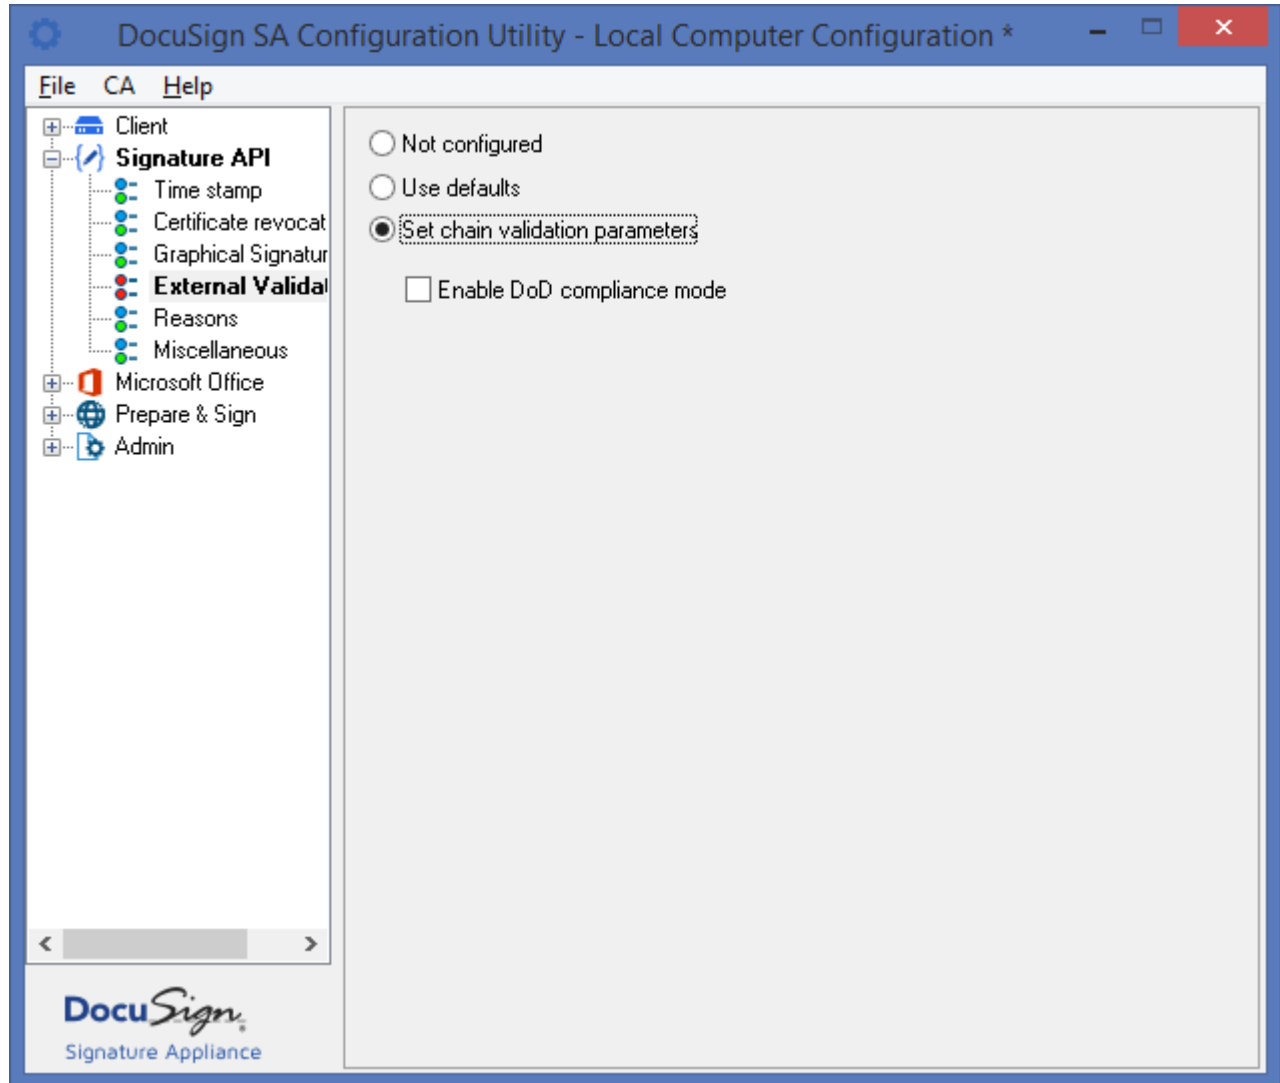 DocuSign SA Configuration Utility - Local Computer Configuration *
File CA Help
Client
Signature API
Time stamp
Certificate revocat
Graphical Signatur
External Validat
Reasons
Miscellaneous
Microsoft Office
Prepare & Sign
Admin
Not configured
Use defaults
Set chain validation parameters
Enable DoD compliance mode
DocuSign
Signature Appliance